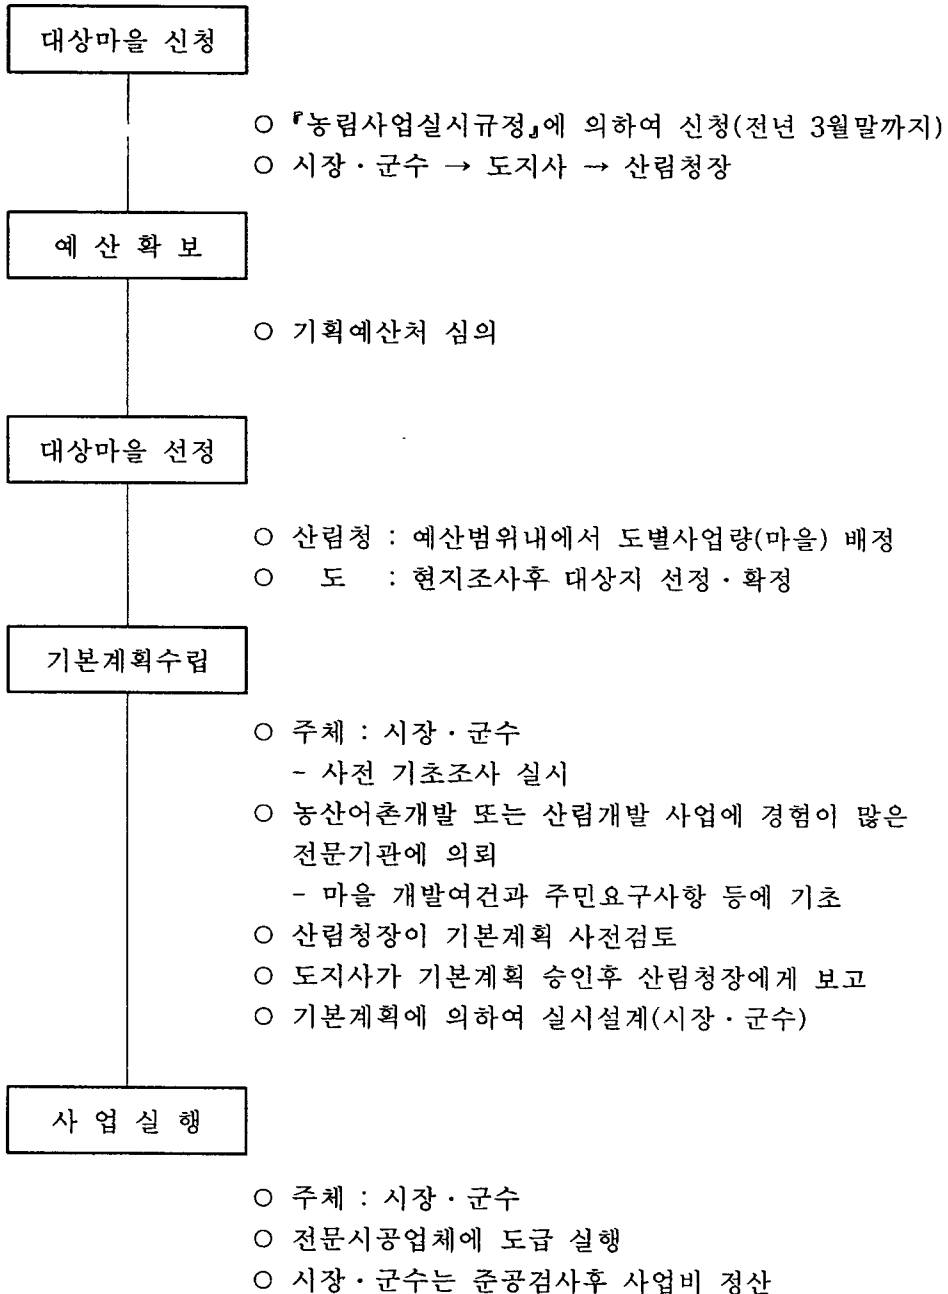 대상마을 신청
○ 『농림사업실시규정』에 의하여 신청(전년 3월말까지)
○ 시장 · 군수 → 도지사 → 산림청장
예 산 확 보
○ 기획예산처 심의
대상마을 선정
○ 산림청 : 예산범위내에서 도별사업량(마을) 배정
○ 도 : 현지조사후 대상지 선정 · 확정
기본계획수립
○ 주체 : 시장 · 군수
- 사전 기초조사 실시
○ 농산어촌개발 또는 산림개발 사업에 경험이 많은
전문기관에 의뢰
- 마을 개발여건과 주민요구사항 등에 기초
○ 산림청장이 기본계획 사전검토
○ 도지사가 기본계획 승인후 산림청장에게 보고
○ 기본계획에 의하여 실시설계(시장 · 군수)
사 업 실 행
○ 주체 : 시장 · 군수
○ 전문시공업체에 도급 실행
○ 시장 · 군수는 준공검사후 사업비 정산